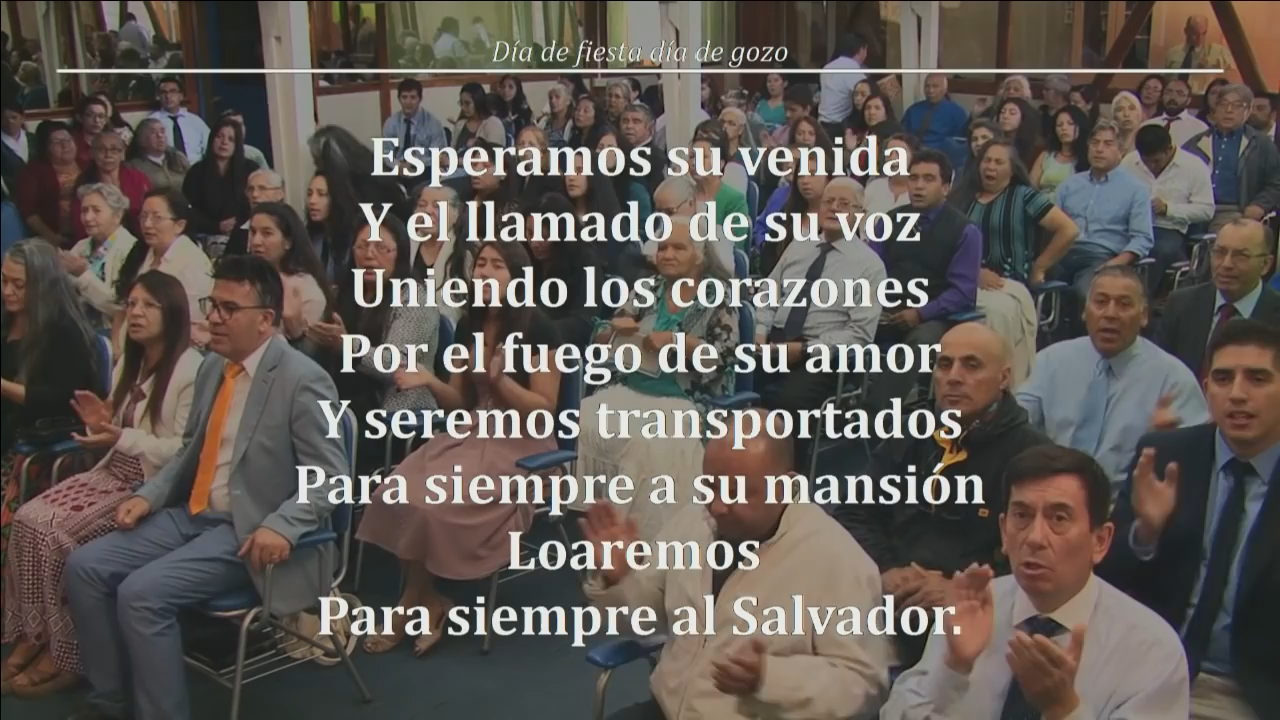 Día de fiesta día de gozo
Esperamos su venida
Y el llamado de su voz
Uniendo los corazones
Por el fuego de su amor
Y seremos transportados
Para siempre a su mansión
Loaremos
Para siempre al Salvador.